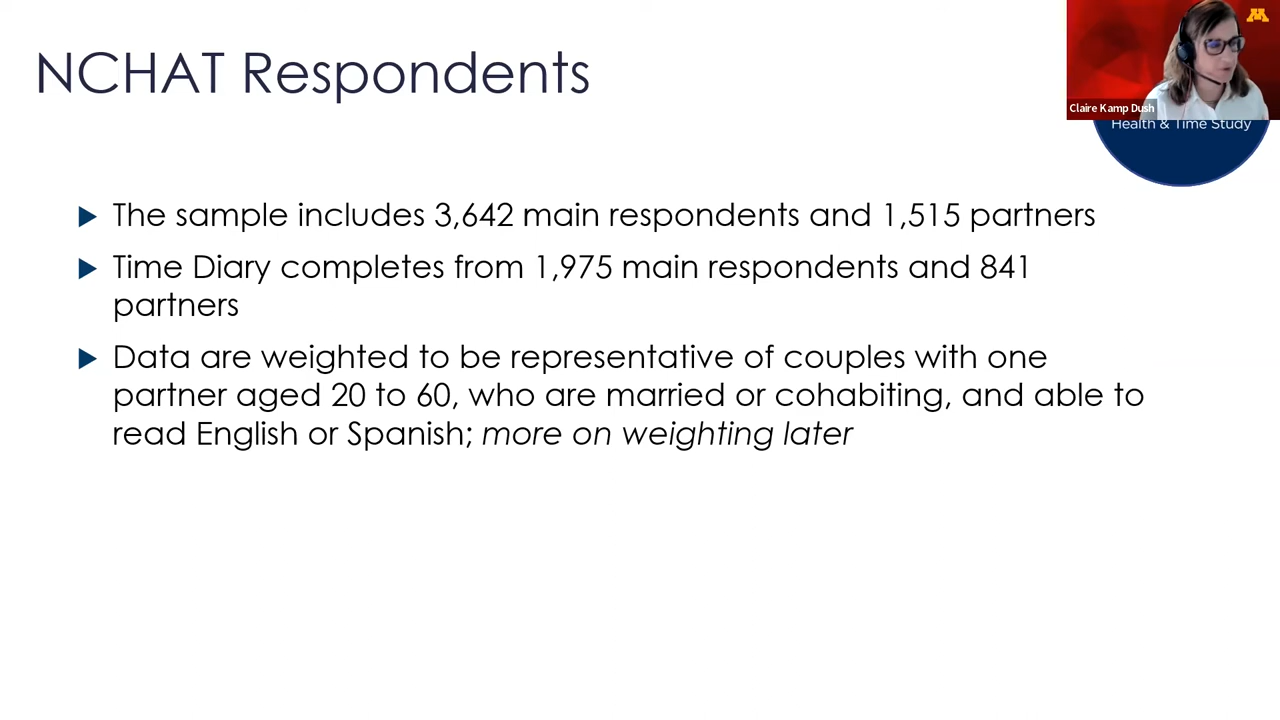 NCHAT Respondents
Claire Kamp Dush
Health & Time Study
The sample includes 3,642 main respondents and 1,515 partners
Time Diary completes from 1,975 main respondents and 841
partners
Data are weighted to be representative of couples with one
partner aged 20 to 60, who are married or cohabiting, and able to
read English or Spanish; more on weighting later